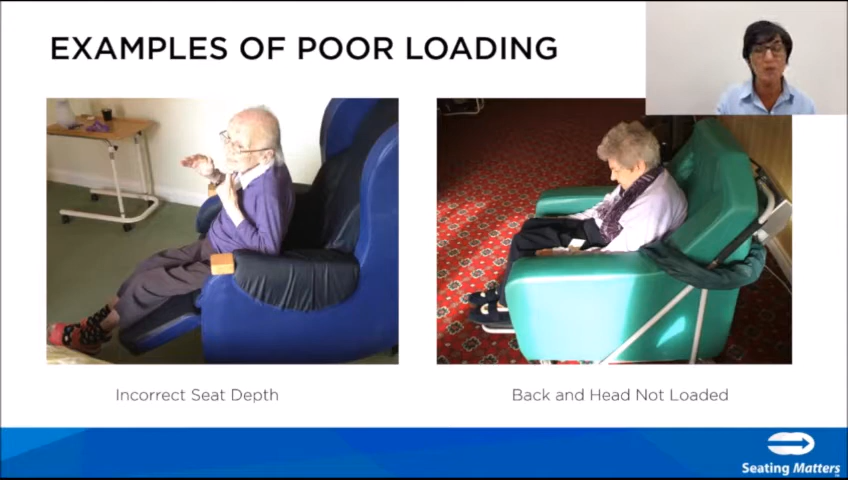 EXAMPLES OF POOR LOADING
Incorrect Seat Depth
Back and Head Not Loaded
Seating Matters